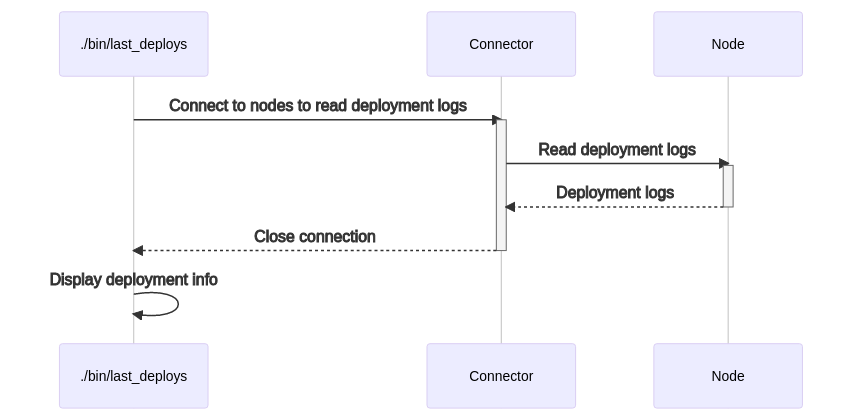 ./bin/last_deploys
Connector
Node
Connect to nodes to read deployment logs
Read deployment logs
Deployment logs
Close connection
Display deployment info
./bin/last_deploys
Connector
Node